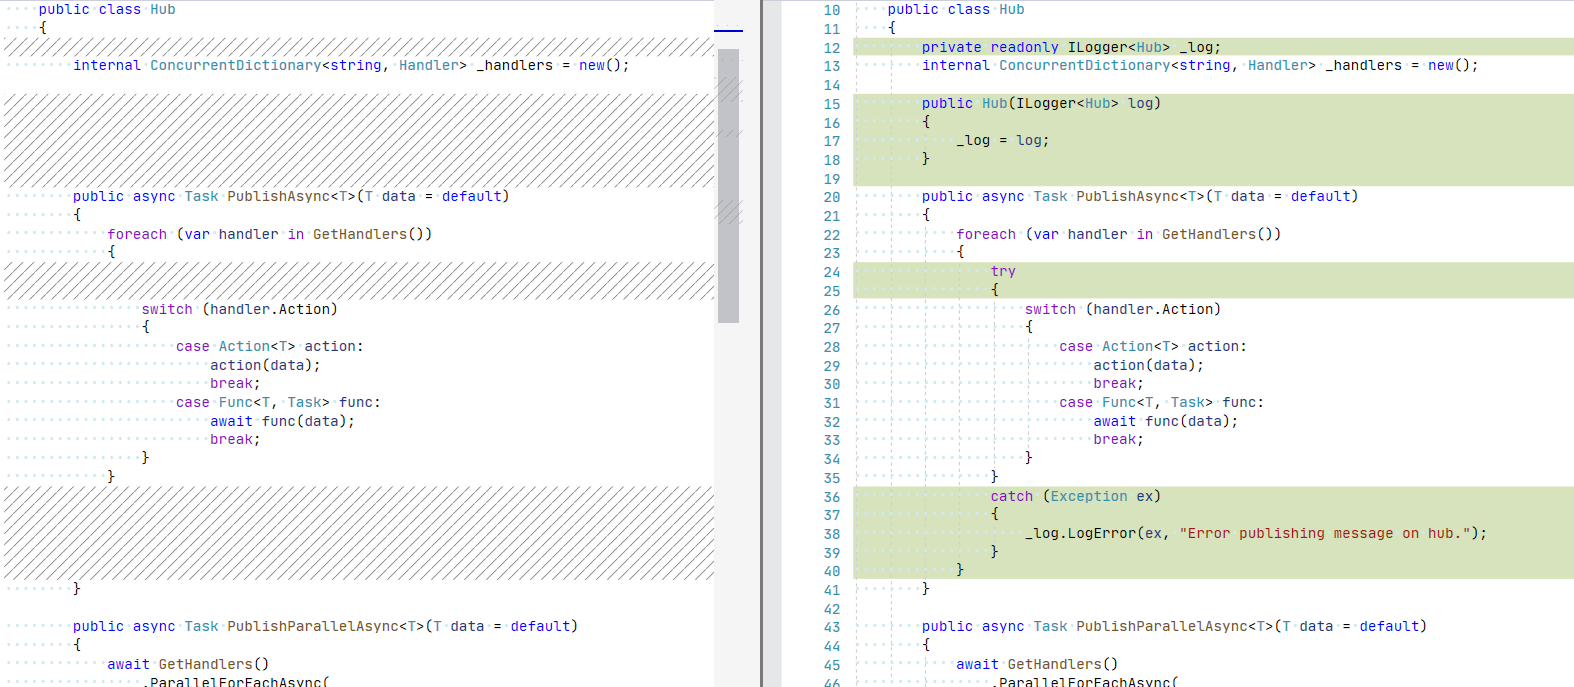 public class Hub
{
internal ConcurrentDictionary<string, Handler> _handlers = new();
public async Task PublishAsync<T>(T data = default)
{
foreach (var handler in GetHandlers())
{
switch (handler.Action)
{
case Action<T> action:
action(data);
break;
case Func<T, Task> func:
await func(data);
break;
}
}
}
public async Task PublishParallelAsync<T>(T data = default)
{
await GetHandlers()
.ParallelForEachAsync(
10 public class Hub
11 {
12 private readonly ILogger<Hub> _log;
13 internal ConcurrentDictionary<string, Handler> _handlers = new();
14
15 public Hub(ILogger<Hub> log)
16 {
17 _log = log;
18 }
19
20 public async Task PublishAsync<T>(T data = default)
21 {
22 foreach (var handler in GetHandlers())
23 {
24 try
25 {
26 switch (handler.Action)
27 {
28 case Action<T> action:
29 action(data);
30 break;
31 case Func<T, Task> func:
32 await func(data);
33 break;
34 }
35 }
36 catch (Exception ex)
37 {
38 _log.LogError(ex, "Error publishing message on hub.");
39 }
40 }
41 }
42
43 public async Task PublishParallelAsync<T>(T data = default)
44 {
45 await GetHandlers()
46 .ParallelForEachAsync(